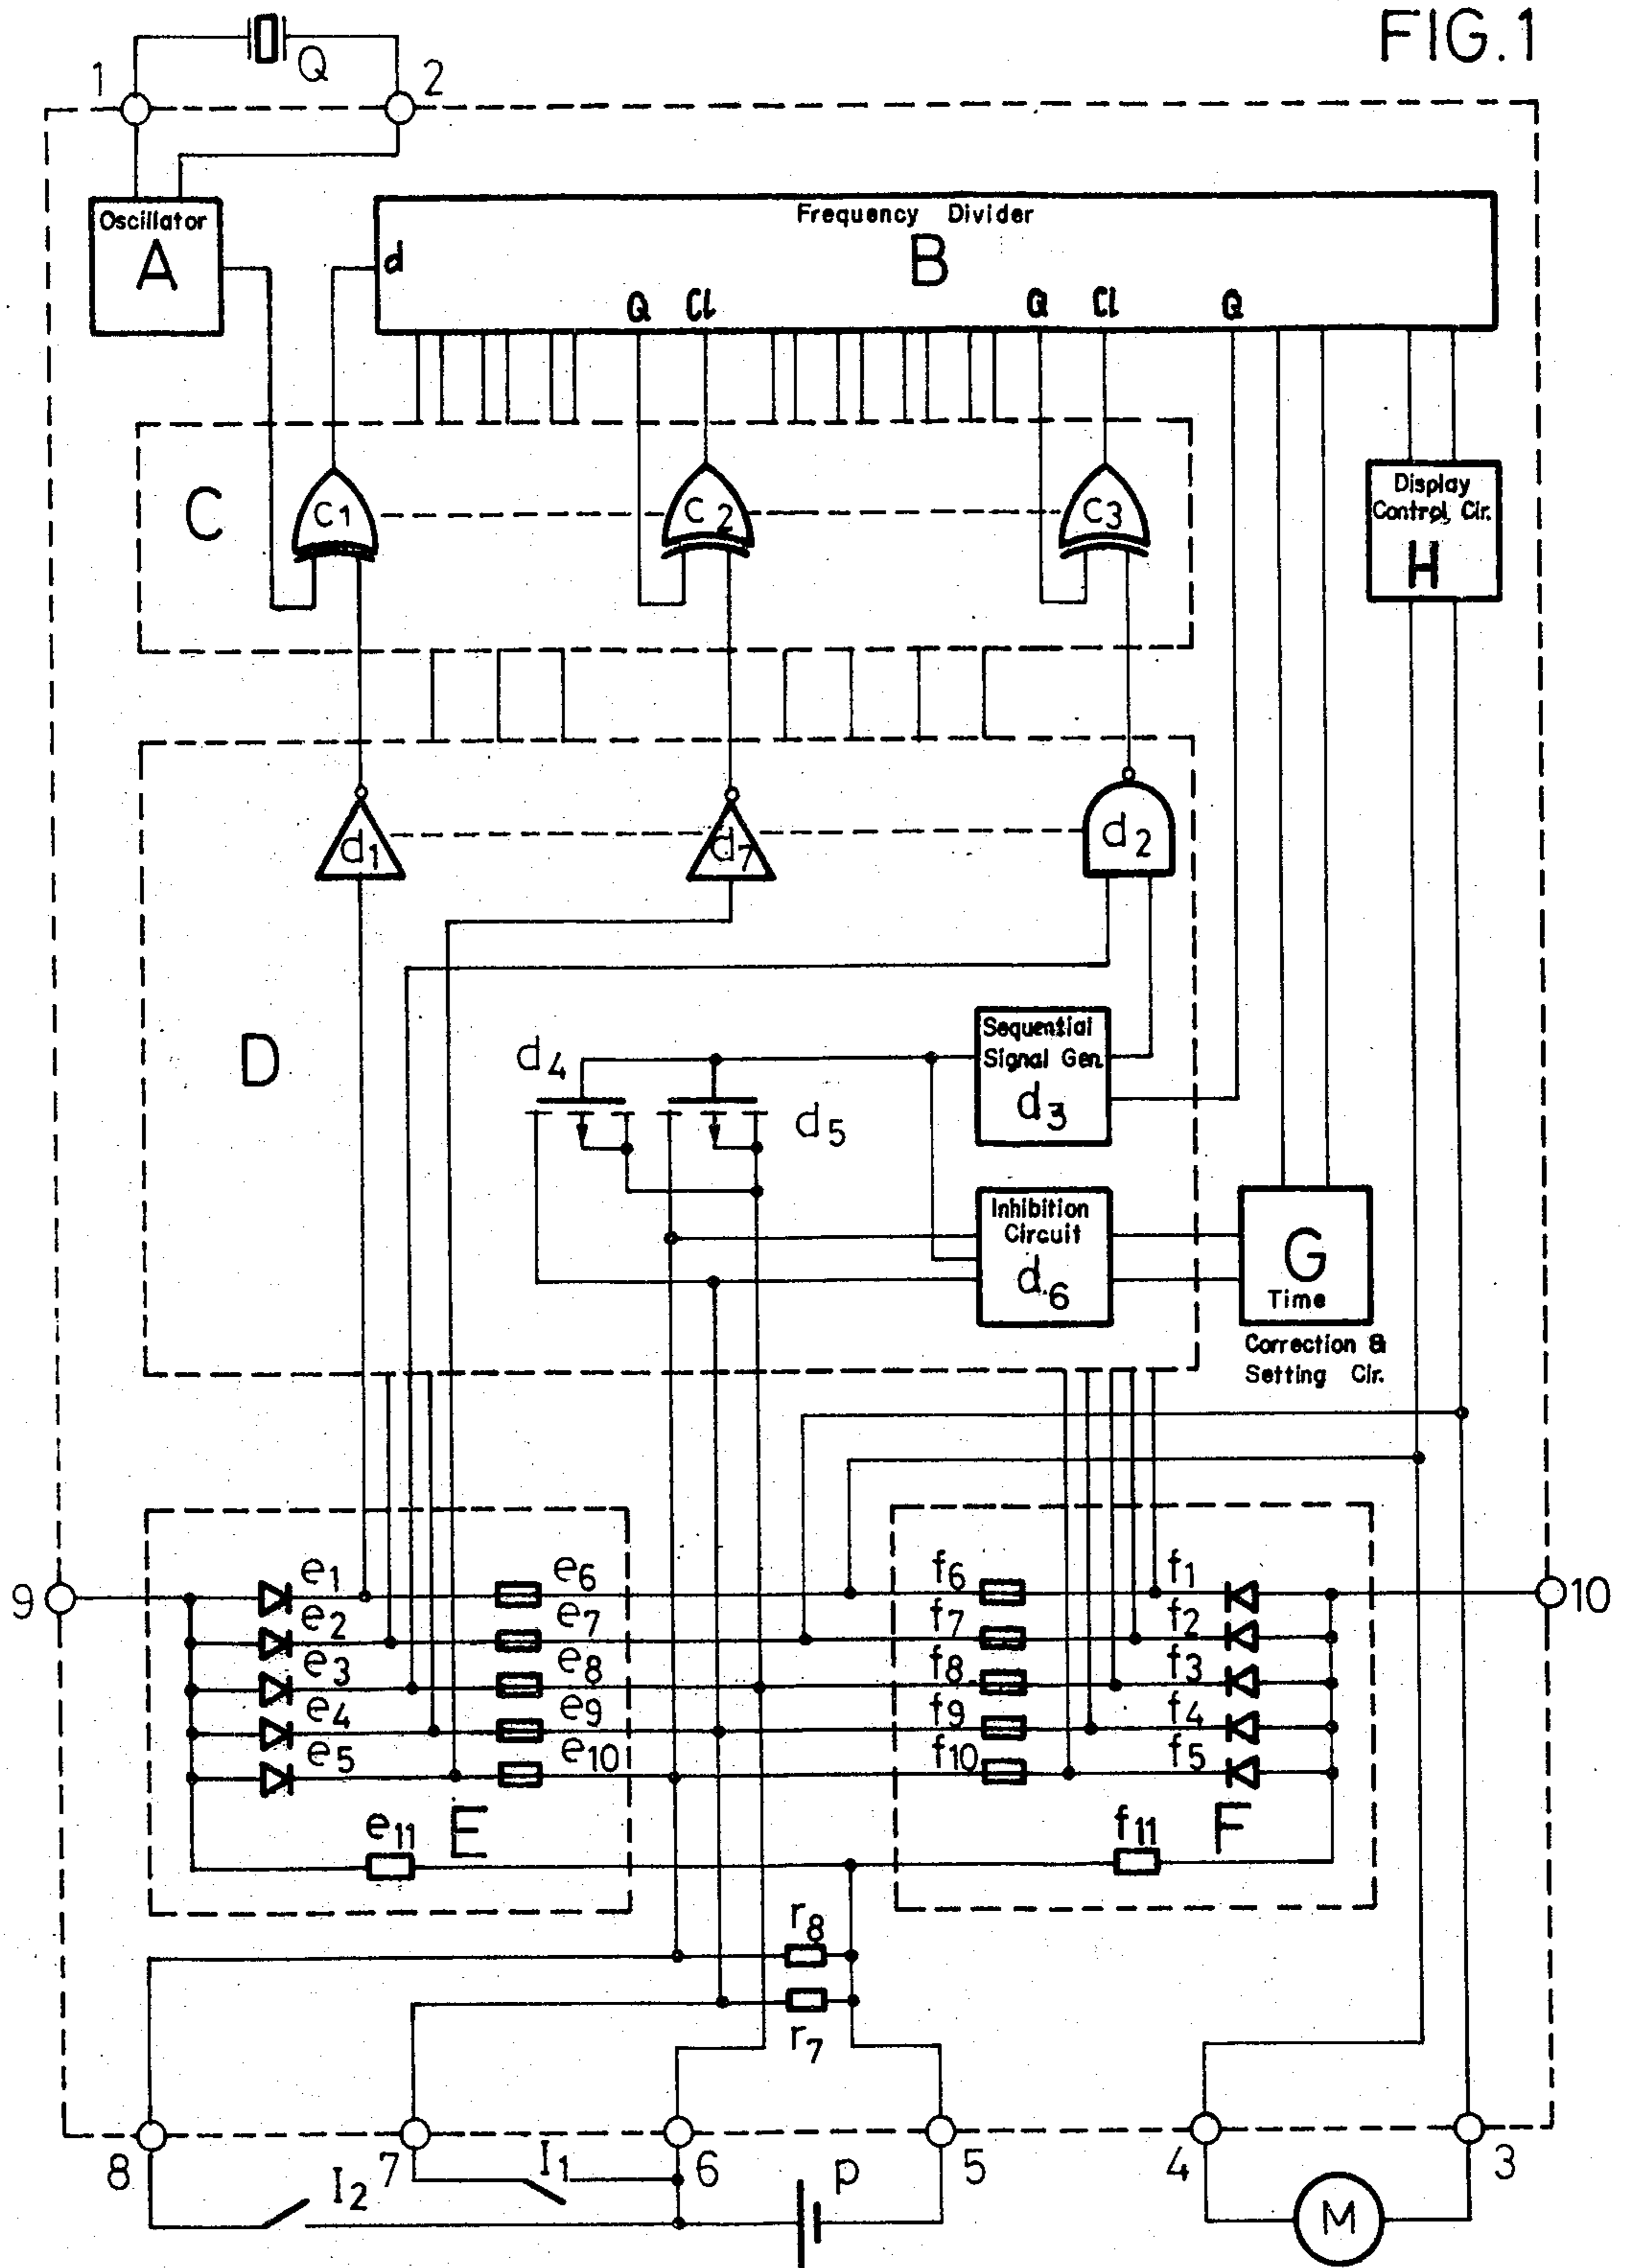 FIG.1
Q
1
2
Oscillator
A
Frequency Divider
B
d
Q Cl Q Cl Q
C
c1
c2
c3
Display
Control, Cir.
H
d1
d7
d2
D
d4
d5
Sequential
Signal Gen.
d3
Inhibition
Circuit
d.6
G
Time
Correction &
Setting Cir.
9
10
e1
e6
f6
f1
e2
e7
f7
f2
e3
e8
f8
f3
e4
e9
f9
f4
e5
e10
f10
f5
e11
E
f11
F
r8
r7
8
7
6
5
4
3
I1
I2
p
M